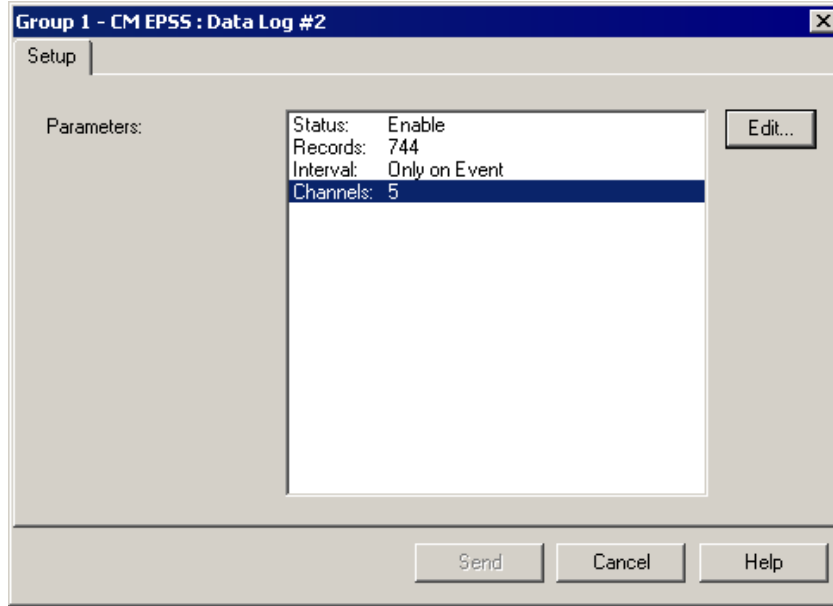 Group 1 - CM EPSS : Data Log #2
Setup
Parameters:
Status: Enable
Records: 744
Interval: Only on Event
Channels: 5
Edit...
Send
Cancel
Help